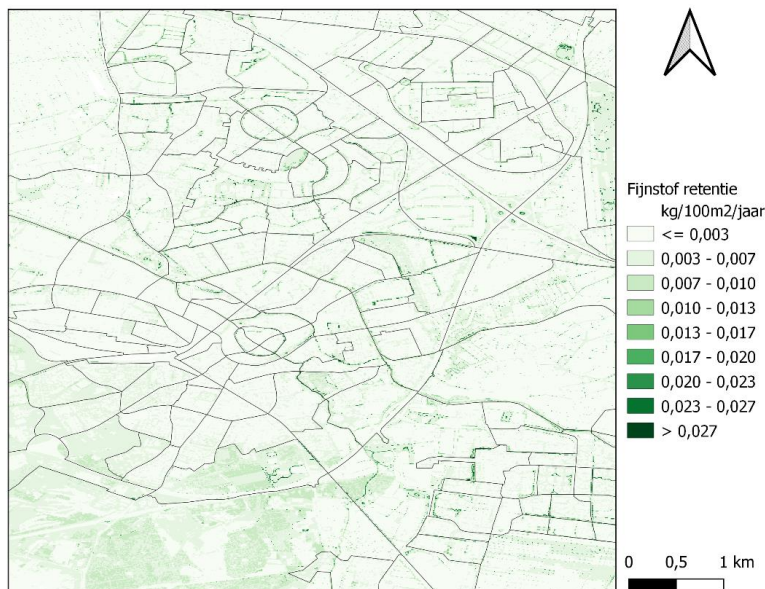 Fijnstof retentie
kg/100m2/jaar
<= 0,003
0,003 - 0,007
0,007 - 0,010
0,010 - 0,013
0,013 - 0,017
0,017 - 0,020
0,020 - 0,023
0,023 - 0,027
> 0,027
0 0,5 1 km